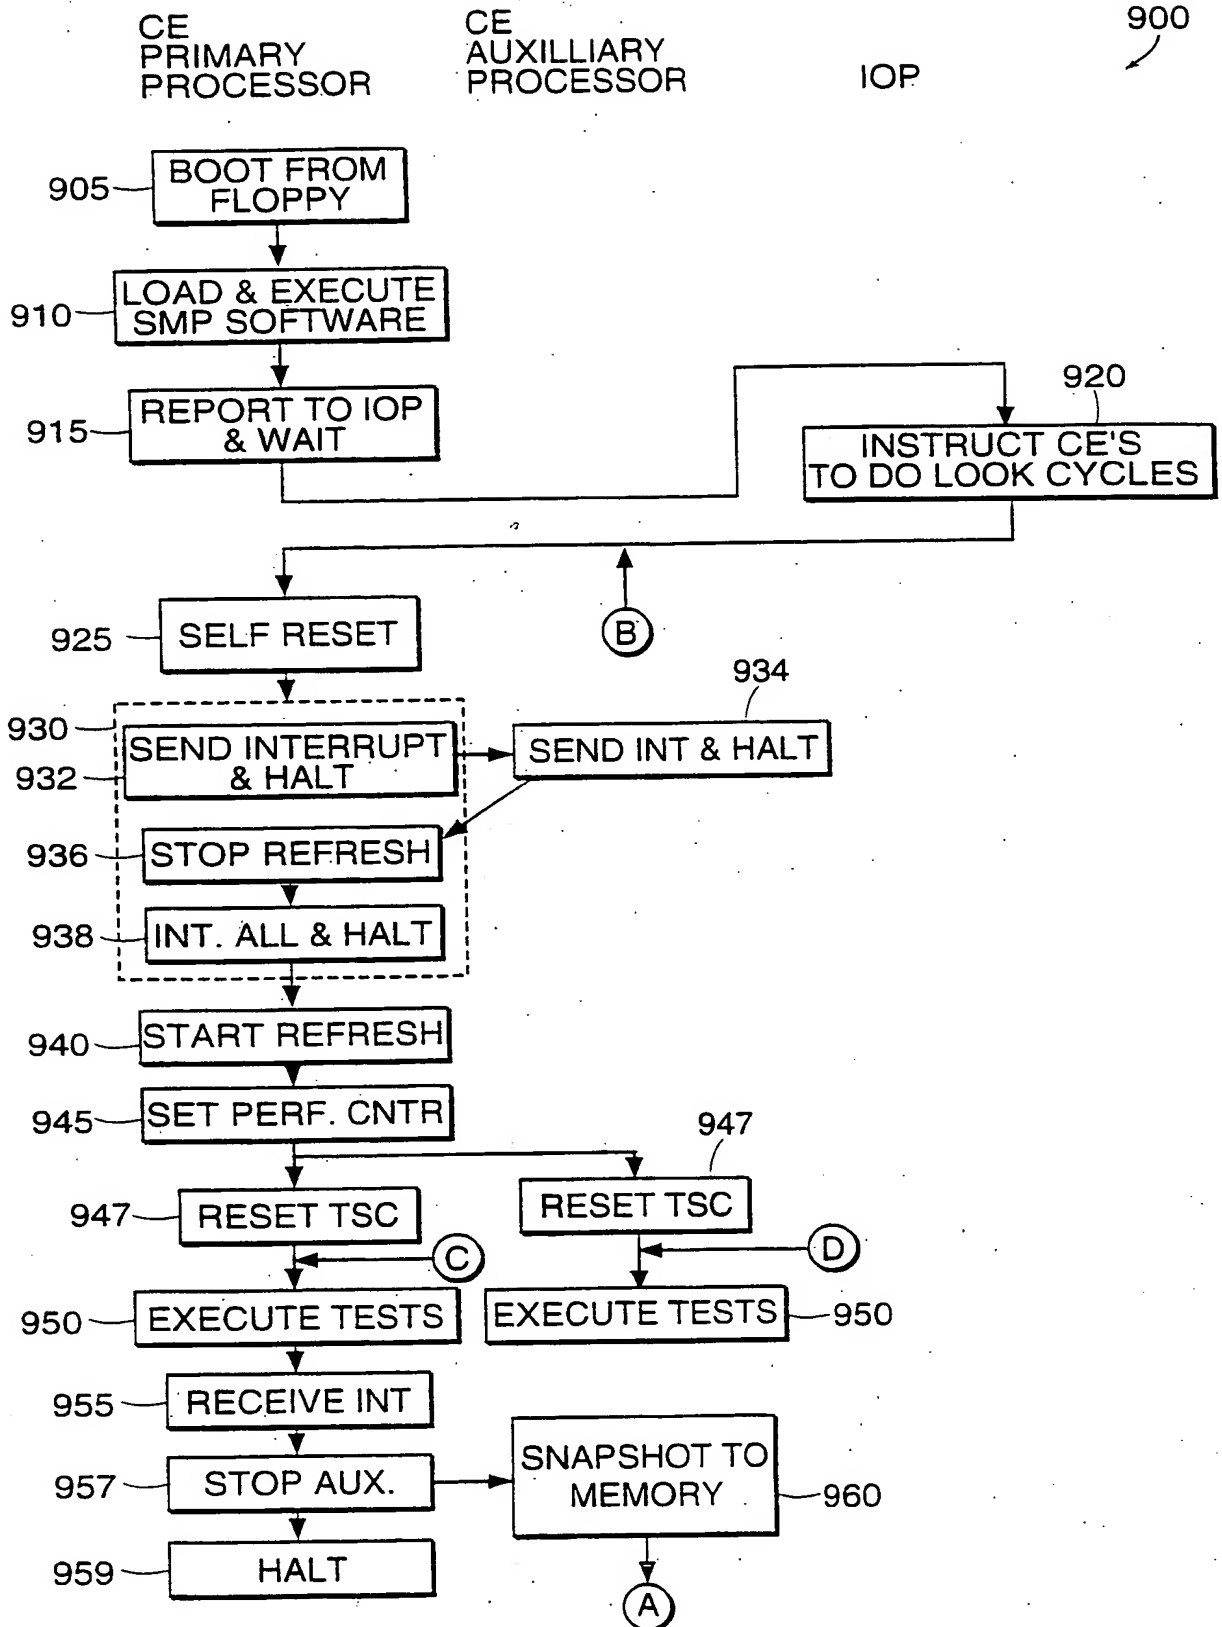 CE
PRIMARY
PROCESSOR
CE
AUXILLIARY
PROCESSOR
IOP
900
905
BOOT FROM
FLOPPY
910
LOAD & EXECUTE
SMP SOFTWARE
915
REPORT TO IOP
& WAIT
920
INSTRUCT CE'S
TO DO LOOK CYCLES
925
SELF RESET
B
930
932
SEND INTERRUPT
& HALT
934
SEND INT & HALT
936
STOP REFRESH
938
INT. ALL & HALT
940
START REFRESH
945
SET PERF. CNTR
947
RESET TSC
947
RESET TSC
C
D
950
EXECUTE TESTS
EXECUTE TESTS
950
955
RECEIVE INT
957
STOP AUX.
SNAPSHOT TO
MEMORY
960
959
HALT
A